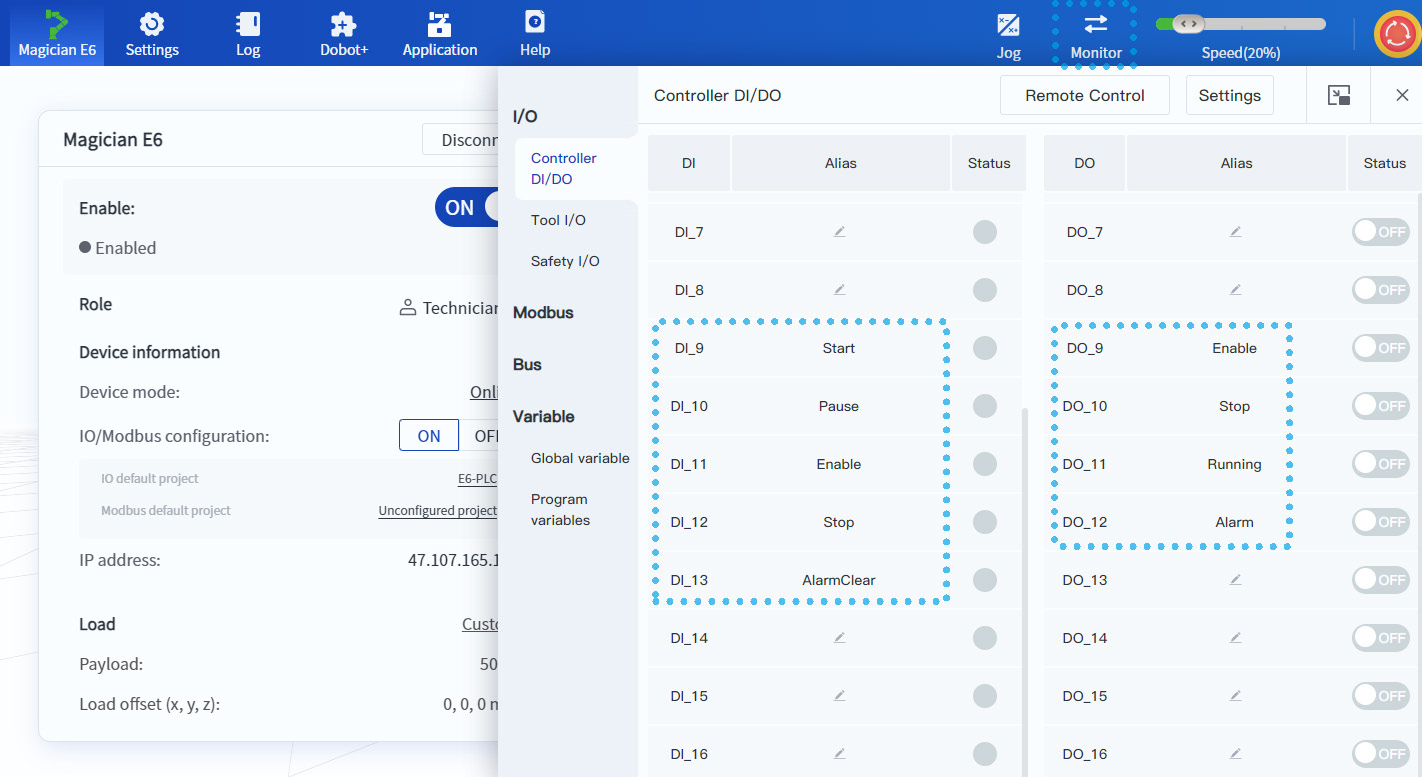 Magician E6
Settings
Log
Dobot+
Application
Help
Jog
Monitor
Speed(20%)
Magician E6
Enable:
ON
Enabled
Role
Technician
Device information
Device mode:
IO/Modbus configuration:
ON
IO default project
E6-PLC
Modbus default project
Unconfigured project
IP address:
47.107.165.1
Load
Payload:
50
Load offset (x, y, z):
0, 0, 0 m
I/O
Controller
DI/DO
Tool I/O
Safety I/O
Modbus
Bus
Variable
Global variable
Program
variables
Controller DI/DO
Remote Control
Settings
DI Alias Status DO Alias Status
DI_7 DO_7 OFF
DI_8 DO_8 OFF
DI_9 Start DO_9 Enable OFF
DI_10 Pause DO_10 Stop OFF
DI_11 Enable DO_11 Running OFF
DI_12 Stop DO_12 Alarm OFF
DI_13 AlarmClear DO_13 OFF
DI_14 DO_14 OFF
DI_15 DO_15 OFF
DI_16 DO_16 OFF